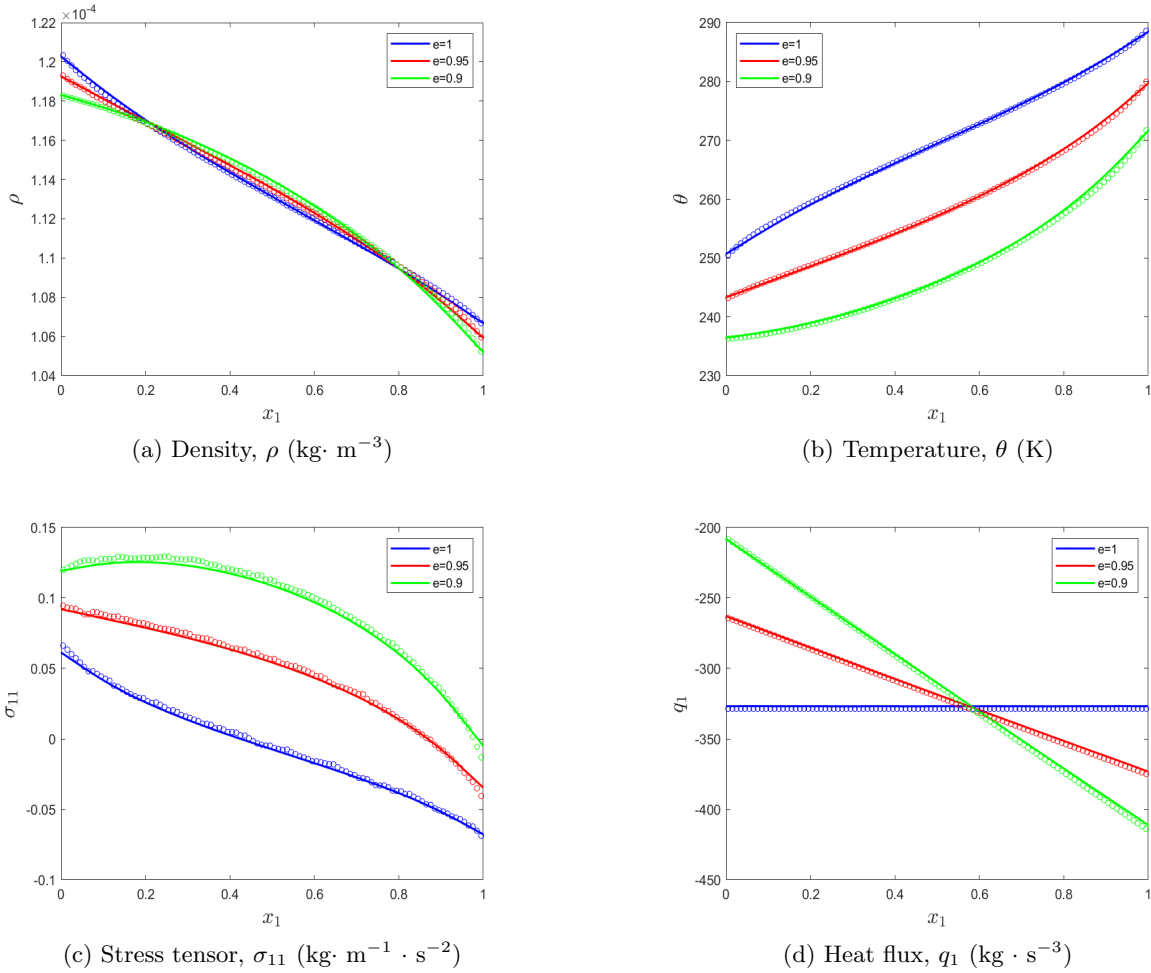 ×10⁻⁴
1.22
1.2
1.18
1.16
1.14
1.12
1.1
1.08
1.06
1.04
ρ
0 0.2 0.4 0.6 0.8 1
x₁
e=1
e=0.95
e=0.9
(a) Density, ρ (kg· m⁻³)
290
280
270
260
250
240
230
θ
0 0.2 0.4 0.6 0.8 1
x₁
e=1
e=0.95
e=0.9
(b) Temperature, θ (K)
0.15
0.1
0.05
0
-0.05
-0.1
σ₁₁
0 0.2 0.4 0.6 0.8 1
x₁
e=1
e=0.95
e=0.9
(c) Stress tensor, σ₁₁ (kg· m⁻¹ · s⁻²)
-200
-250
-300
-350
-400
-450
q₁
0 0.2 0.4 0.6 0.8 1
x₁
e=1
e=0.95
e=0.9
(d) Heat flux, q₁ (kg · s⁻³)